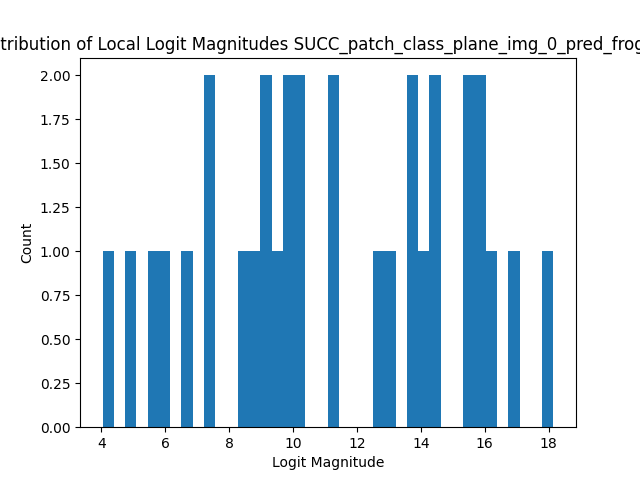 tribution of Local Logit Magnitudes SUCC_patch_class_plane_img_0_pred_frog
2.00
1.75
1.50
1.25
1.00
0.75
0.50
0.25
0.00
Count
4 6 8 10 12 14 16 18
Logit Magnitude